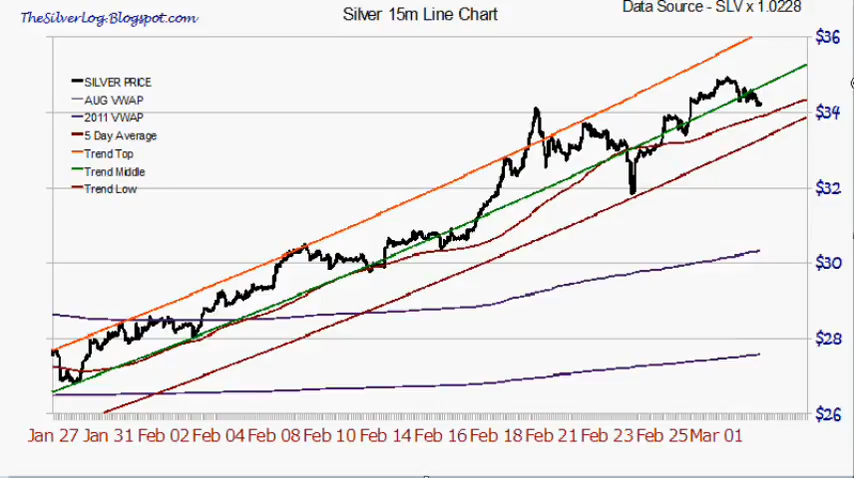 TheSilverLog.Blogspot.com
Silver 15m Line Chart
Data Source - SLV x 1.0228
$36
SILVER PRICE
AUG VWAP
2011 VWAP
5 Day Average
Trend Top
Trend Middle
Trend Low
$34
$32
$30
$28
$26
Jan 27 Jan 31 Feb 02 Feb 04 Feb 08 Feb 10 Feb 14 Feb 16 Feb 18 Feb 21 Feb 23 Feb 25 Mar 01